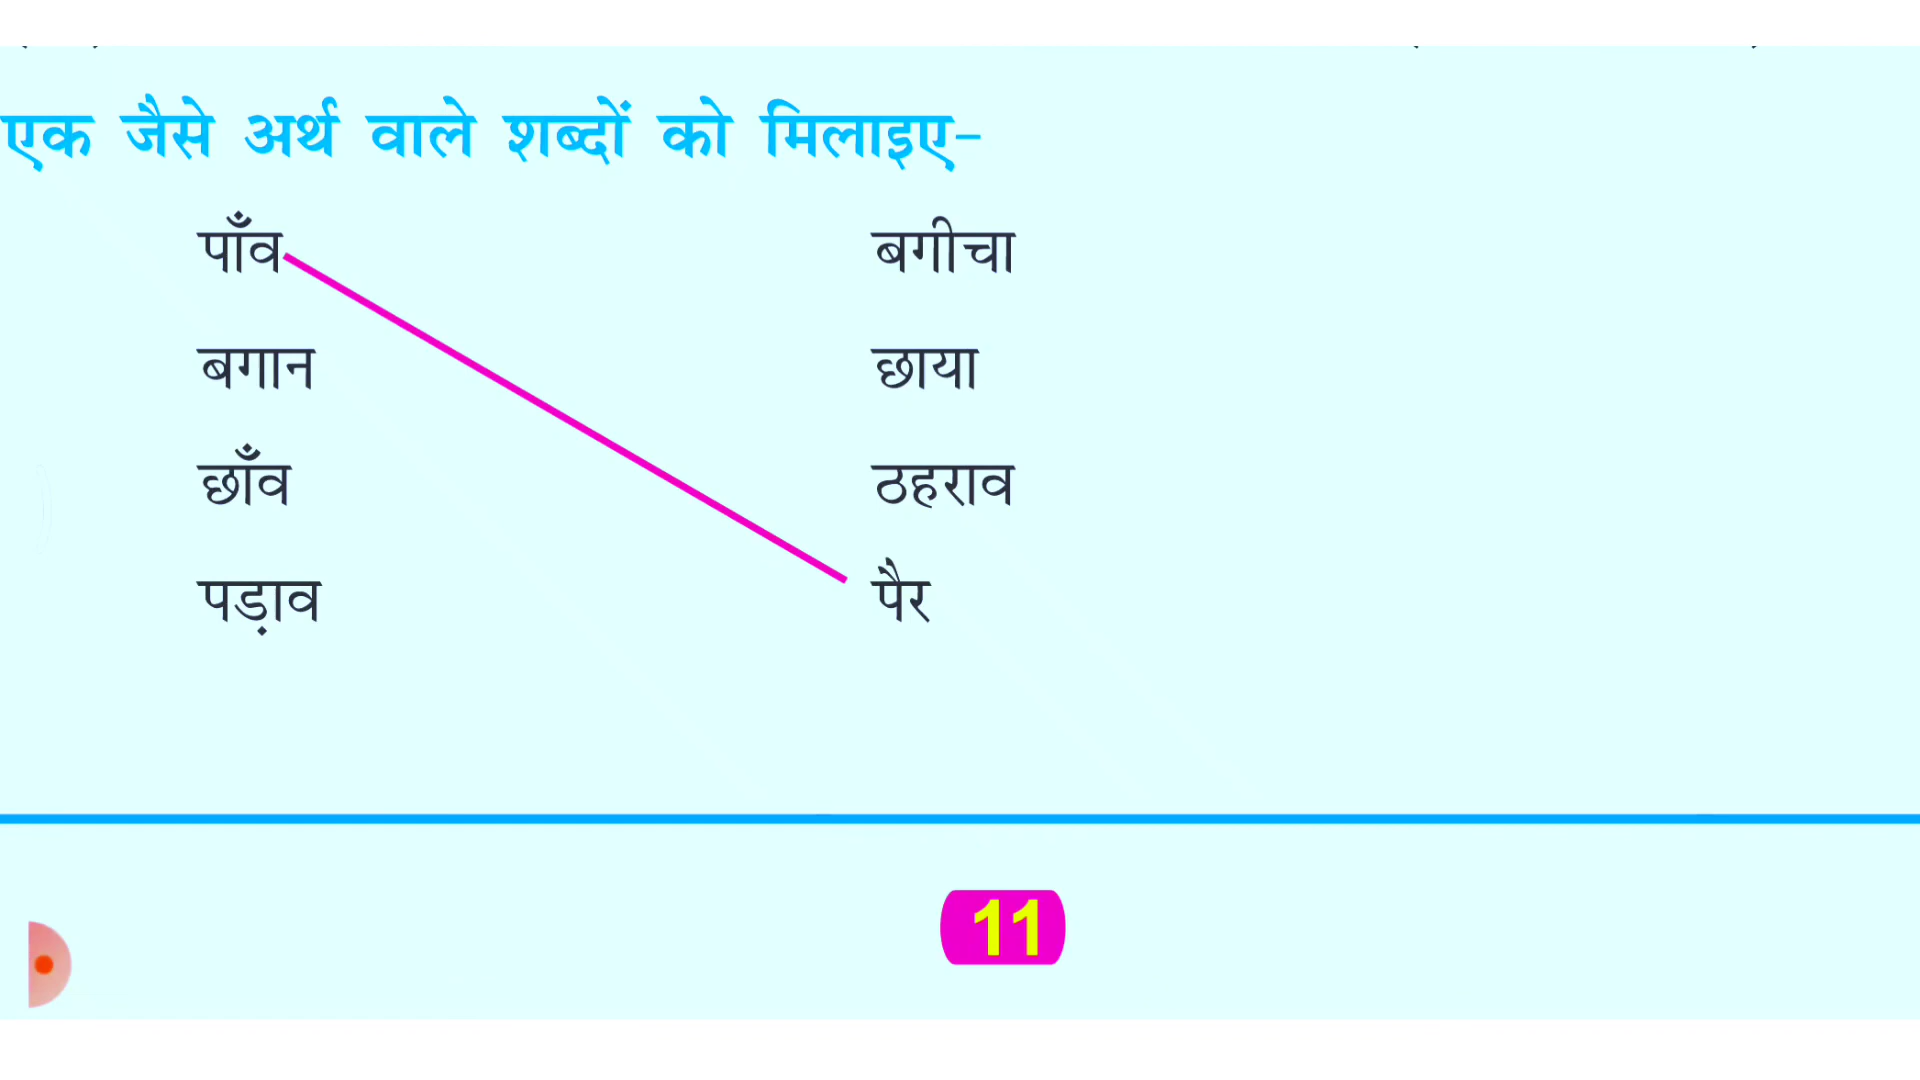 एक जैसे अर्थ वाले शब्दों को मिलाइए-
पाँव बगीचा
बगान छाया
छाँव ठहराव
पड़ाव पैर
11